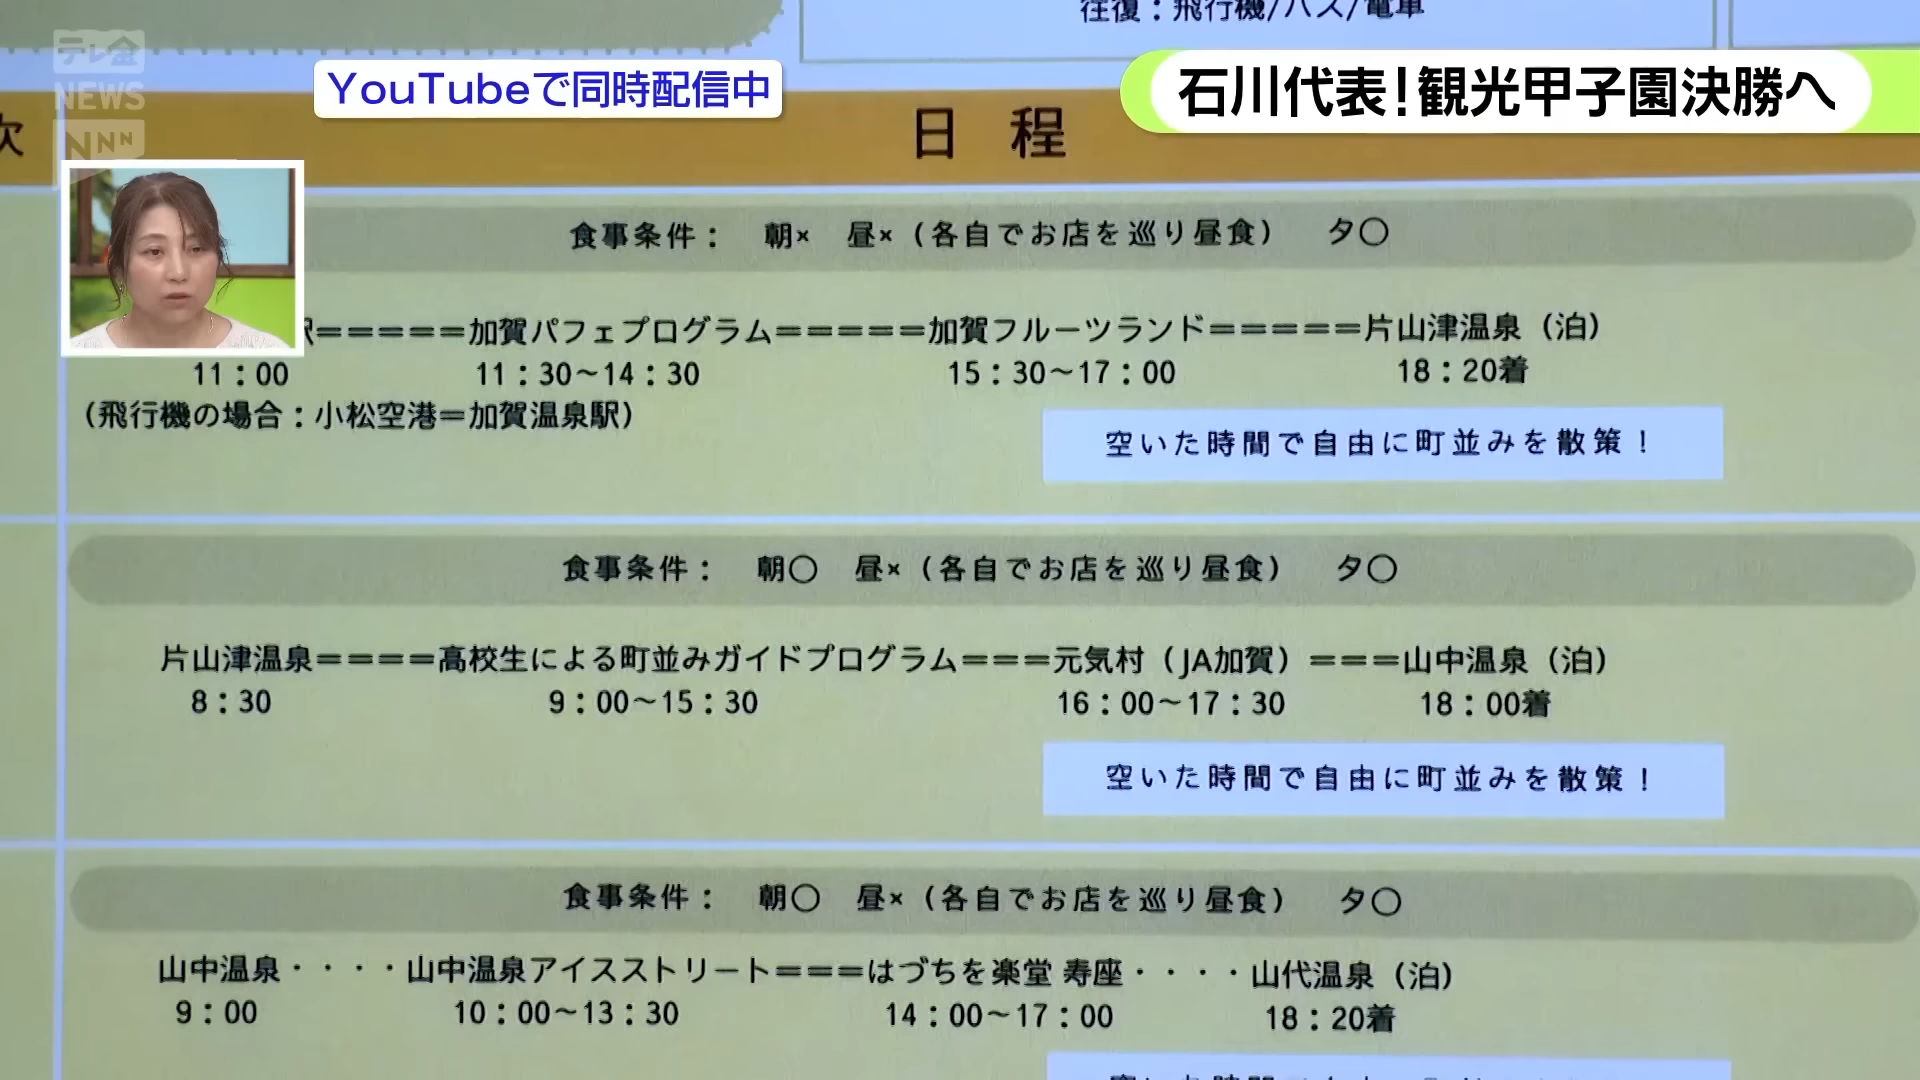 往復：飛行機/バス/電車
テレ金
NEWS
NNN
YouTubeで同時配信中
石川代表!観光甲子園決勝へ
次
日 程
食事条件： 朝× 昼×（各自でお店を巡り昼食） 夕〇
駅=====加賀パフェプログラム=====加賀フルーツランド=====片山津温泉（泊）
11：00 11：30～14：30 15：30～17：00 18：20着
（飛行機の場合：小松空港=加賀温泉駅）
空いた時間で自由に町並みを散策！
食事条件： 朝〇 昼×（各自でお店を巡り昼食） 夕〇
片山津温泉====高校生による町並みガイドプログラム===元気村（JA加賀）===山中温泉（泊）
8：30 9：00～15：30 16：00～17：30 18：00着
空いた時間で自由に町並みを散策！
食事条件： 朝〇 昼×（各自でお店を巡り昼食） 夕〇
山中温泉・・・・山中温泉アイスストリート===はづちを楽堂 寿座・・・・山代温泉（泊）
9：00 10：00～13：30 14：00～17：00 18：20着